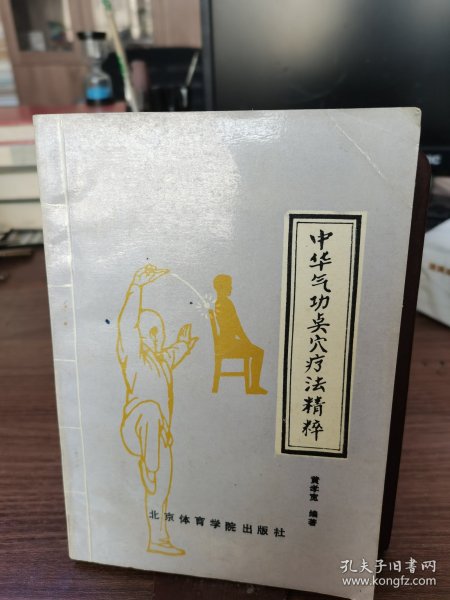 中华气功点穴疗法精粹
黄孝宽 编著
北京体育学院出版社
孔夫子旧书网
www.kongfz.com